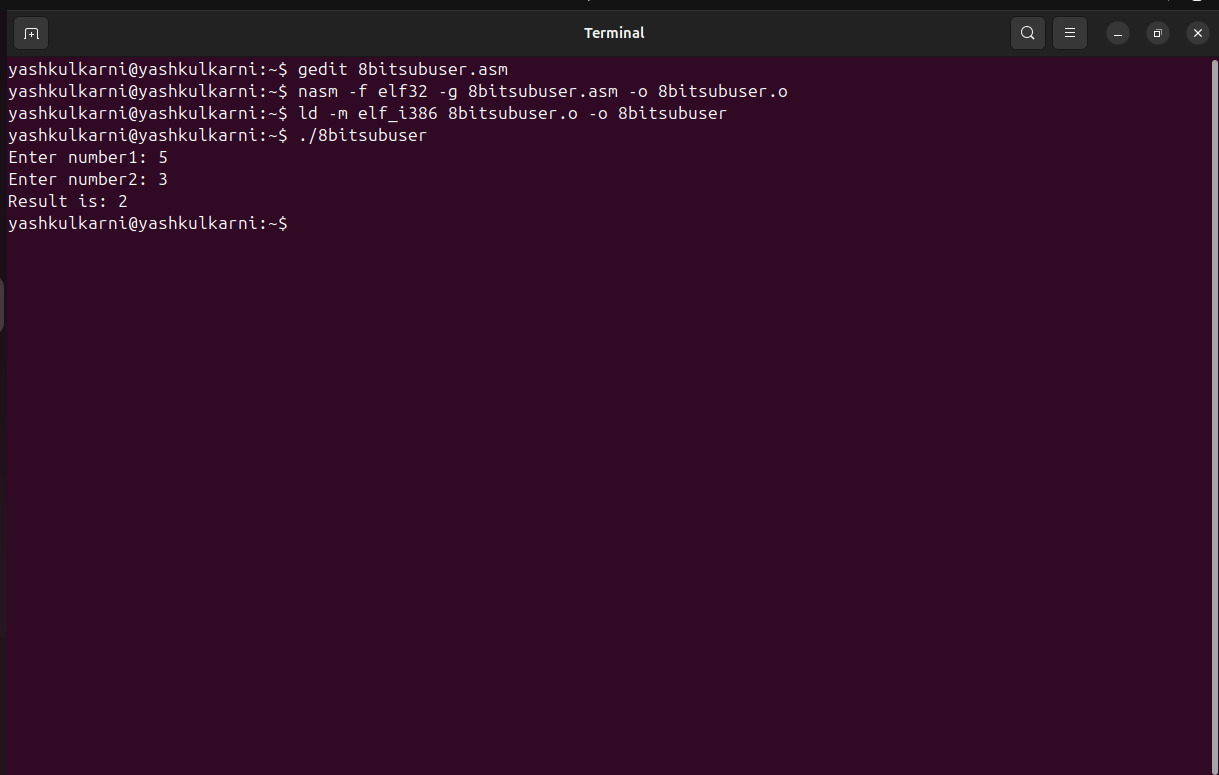 Terminal
yashkulkarni@yashkulkarni:~$ gedit 8bitsubuser.asm
yashkulkarni@yashkulkarni:~$ nasm -f elf32 -g 8bitsubuser.asm -o 8bitsubuser.o
yashkulkarni@yashkulkarni:~$ ld -m elf_i386 8bitsubuser.o -o 8bitsubuser
yashkulkarni@yashkulkarni:~$ ./8bitsubuser
Enter number1: 5
Enter number2: 3
Result is: 2
yashkulkarni@yashkulkarni:~$